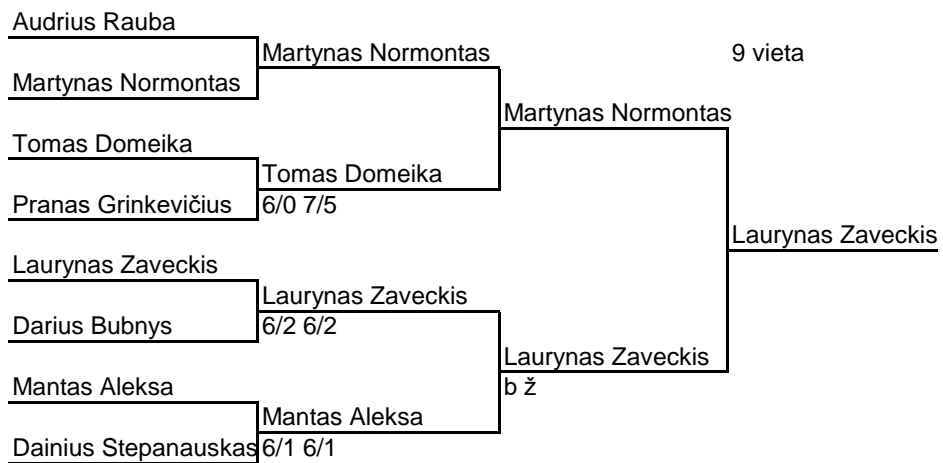 Audrius Rauba
Martynas Normontas
9 vieta
Martynas Normontas
Martynas Normontas
Tomas Domeika
Tomas Domeika
Pranas Grinkevičius
6/0 7/5
Laurynas Zaveckis
Laurynas Zaveckis
Laurynas Zaveckis
Darius Bubnys
6/2 6/2
Laurynas Zaveckis
Mantas Aleksa
b ž
Mantas Aleksa
Dainius Stepanauskas
6/1 6/1